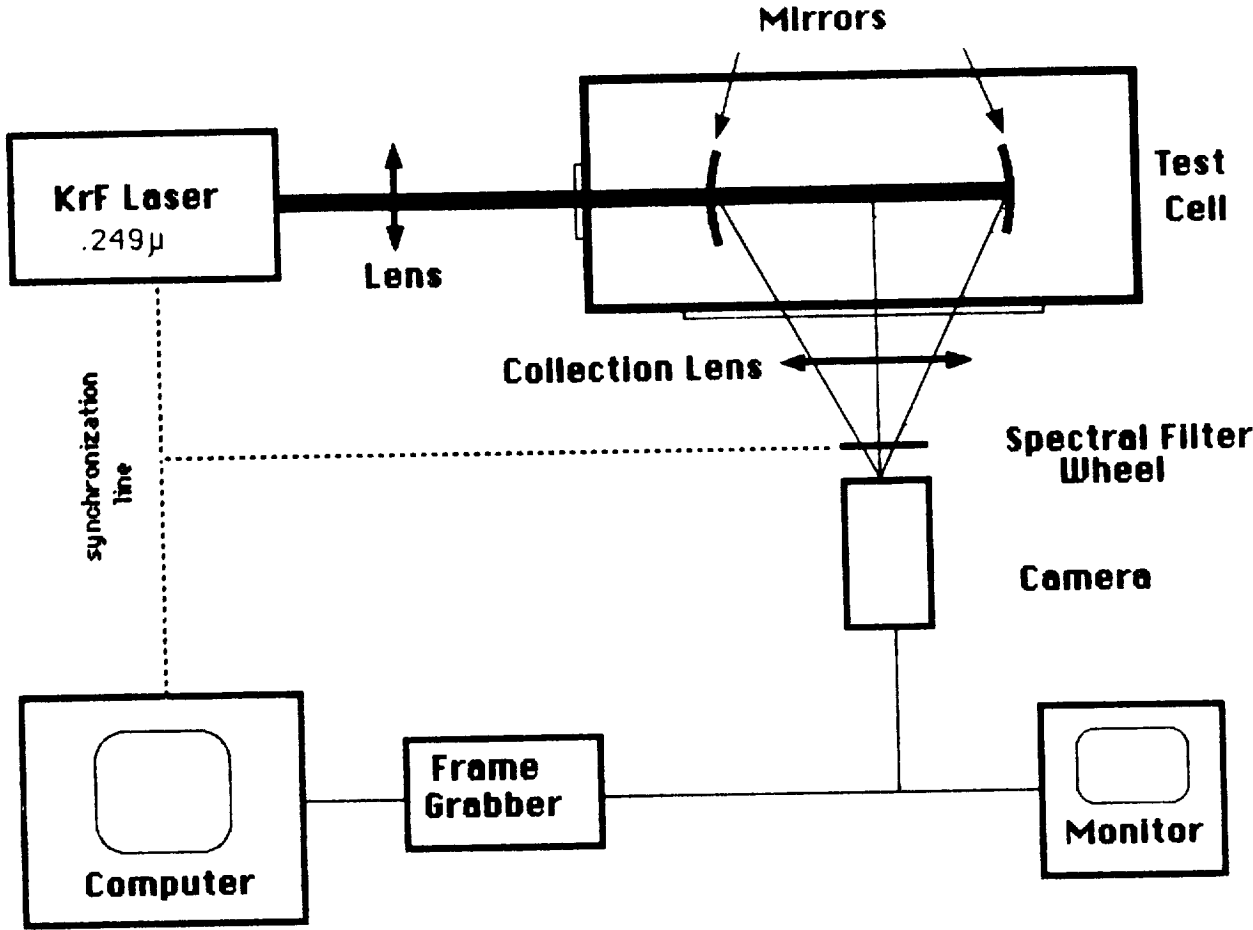 Mirrors
KrF Laser
.249µ
Lens
Test
Cell
Collection Lens
synchronization
line
Spectral Filter
Wheel
Camera
Frame
Grabber
Computer
Monitor